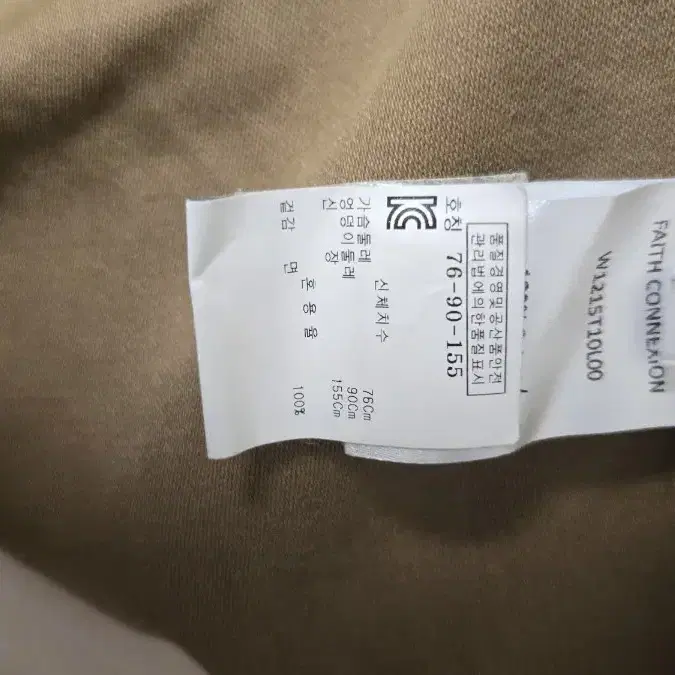 품질경영및공산품안전
관리법에의한품질표시
호칭 76-90-155
신체치수
가슴둘레 76Cm
엉덩이둘레 90Cm
신 장 155Cm
혼용율
겉감 면 100%
FAITH CONNEXION
W1215T10L00